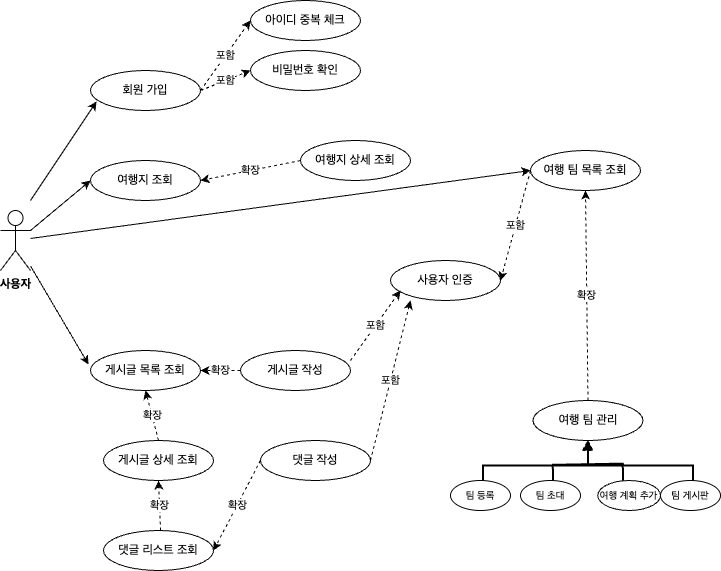 아이디 중복 체크
포함
비밀번호 확인
포함
회원 가입
여행지 상세 조회
확장
여행지 조회
여행 팀 목록 조회
포함
사용자
사용자 인증
확장
포함
게시글 목록 조회
확장
게시글 작성
포함
확장
여행 팀 관리
게시글 상세 조회
댓글 작성
확장
확장
팀 등록
팀 초대
여행 계획 추가
팀 게시판
댓글 리스트 조회